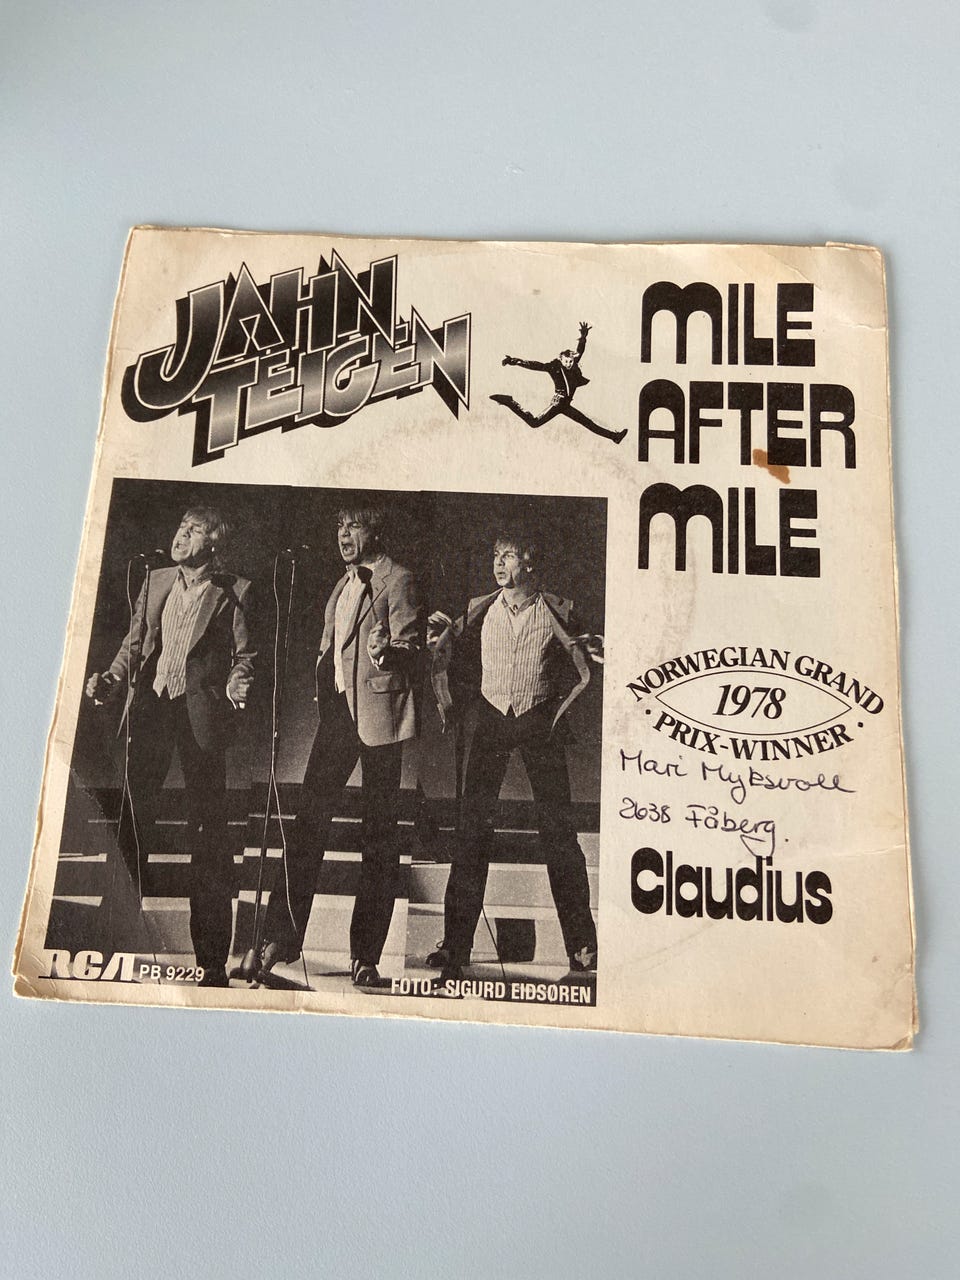 JAHN
TEIGEN
MILE
AFTER
MILE
NORWEGIAN GRAND
1978
· PRIX-WINNER ·
Mari Myksvoll
2638 Fåberg.
Claudius
RCA PB 9229
FOTO: SIGURD EIÐSØREN